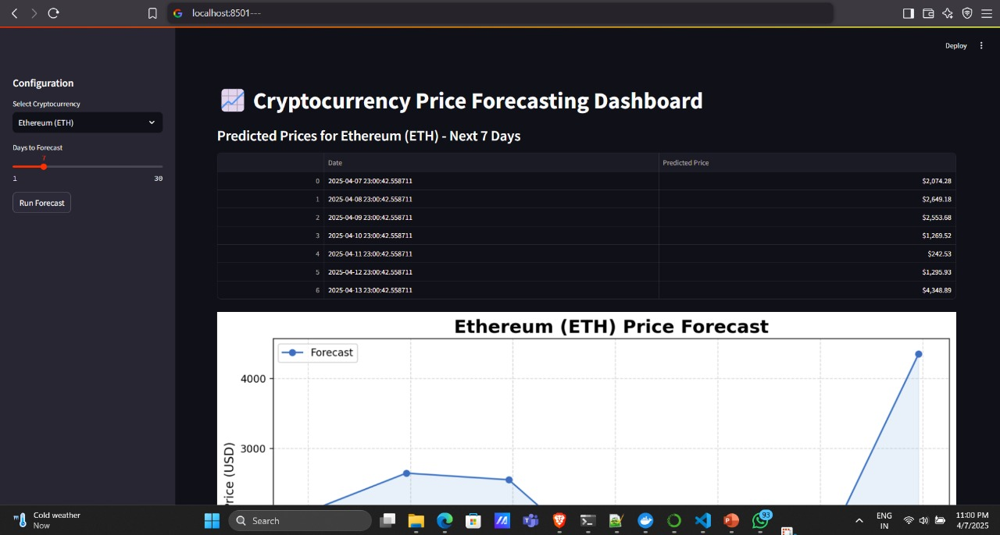 localhost:8501---
Deploy
Configuration
Select Cryptocurrency
Ethereum (ETH)
Days to Forecast
7
1 30
Run Forecast
Cryptocurrency Price Forecasting Dashboard
Predicted Prices for Ethereum (ETH) - Next 7 Days
Date Predicted Price
0 2025-04-07 23:00:42.558711 $2,074.28
1 2025-04-08 23:00:42.558711 $2,649.18
2 2025-04-09 23:00:42.558711 $2,553.68
3 2025-04-10 23:00:42.558711 $1,269.52
4 2025-04-11 23:00:42.558711 $242.53
5 2025-04-12 23:00:42.558711 $1,295.93
6 2025-04-13 23:00:42.558711 $4,348.89
Ethereum (ETH) Price Forecast
Forecast
4000
3000
Price (USD)
Cold weather
Now
Search
93
ENG
IN
11:00 PM
4/7/2025